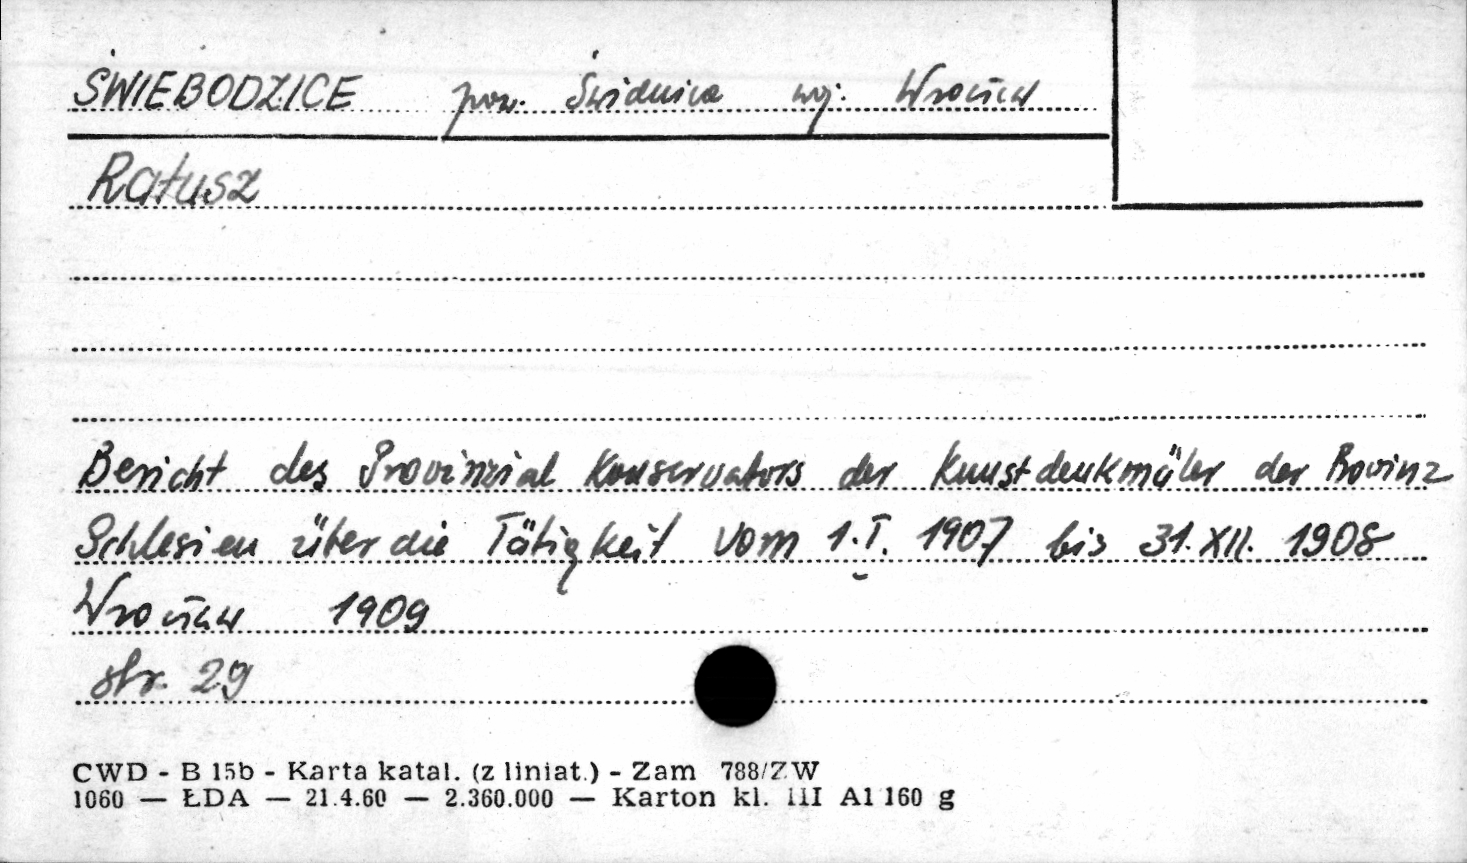 ŚWIEBODZICE pow. Świdnica woj. Wrocław
Ratusz
Bericht des Provinzial Konservators der Kunstdenkmäler der Provinz
Schlesien über die Tätigkeit vom 1.I. 1907 bis 31.XII. 1908
Wrocław 1909
str. 29
CWD - B 15b - Karta katal. (z liniat.) - Zam 788/ZW
1060 — ŁDA — 21.4.60 — 2.360.000 — Karton kl. III A1 160 g